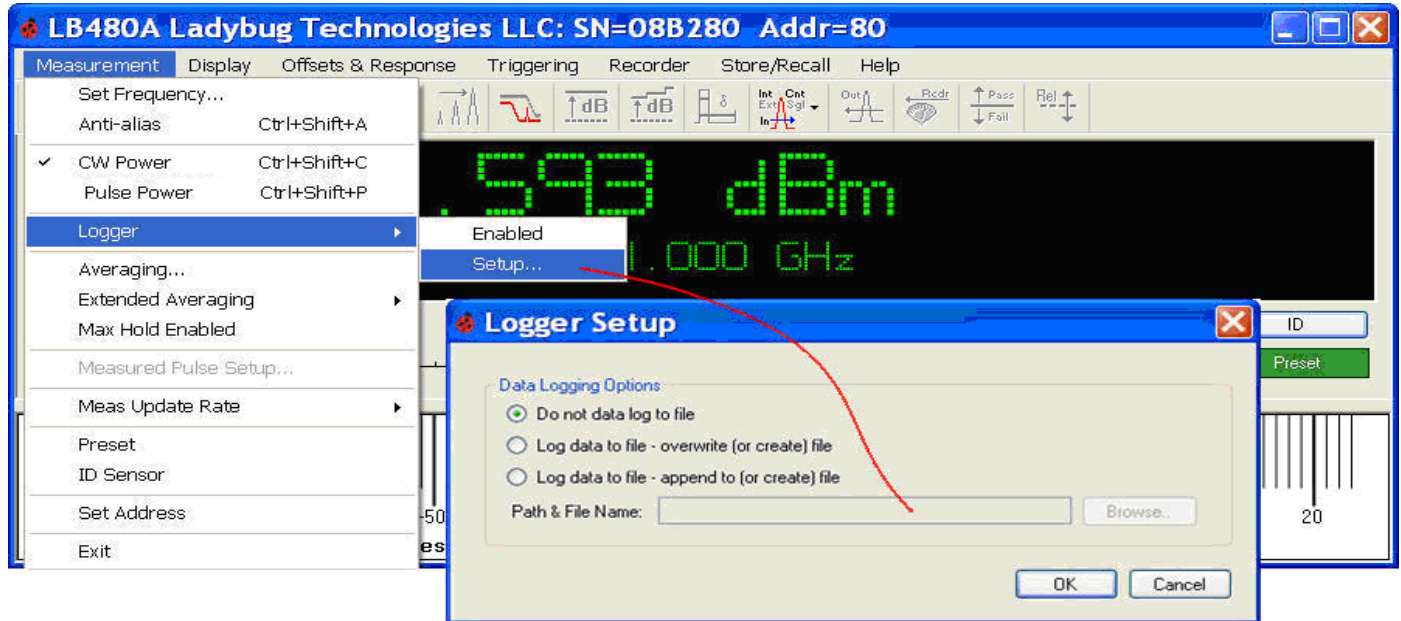 LB480A Ladybug Technologies LLC: SN=08B280 Addr=80
Measurement Display Offsets & Response Triggering Recorder Store/Recall Help
Set Frequency...
Anti-alias Ctrl+Shift+A
CW Power Ctrl+Shift+C
Pulse Power Ctrl+Shift+P
Logger
Averaging...
Extended Averaging
Max Hold Enabled
Measured Pulse Setup...
Meas Update Rate
Preset
ID Sensor
Set Address
Exit
Enabled
Setup...
dB dB δ Int Cnt Ext Sgl In Out Rcdr Pass Fail Rel
.593 dBm
1.000 GHz
ID
Preset
Logger Setup
Data Logging Options
Do not data log to file
Log data to file - overwrite (or create) file
Log data to file - append to (or create) file
Path & File Name: Browse..
OK Cancel
-50 20
es